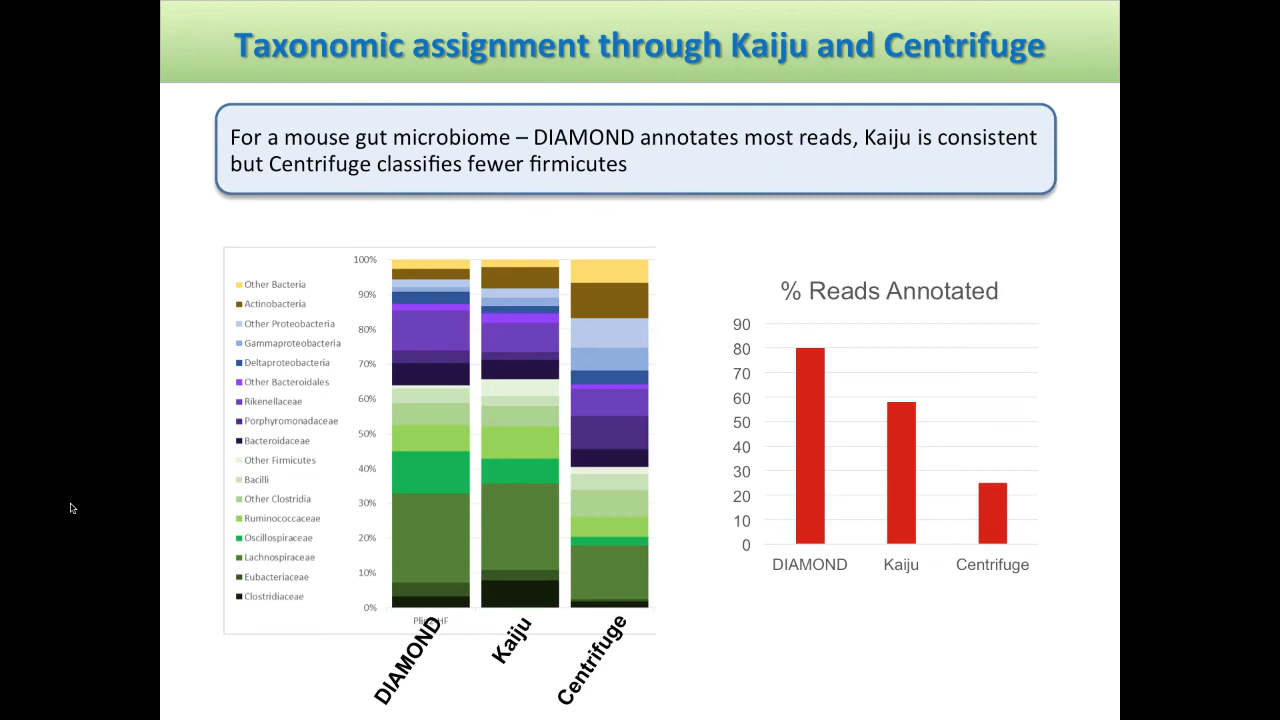 Taxonomic assignment through Kaiju and Centrifuge
For a mouse gut microbiome – DIAMOND annotates most reads, Kaiju is consistent
but Centrifuge classifies fewer firmicutes
Other Bacteria
Actinobacteria
Other Proteobacteria
Gammaproteobacteria
Deltaproteobacteria
Other Bacteroidales
Rikenellaceae
Porphyromonadaceae
Bacteroidaceae
Other Firmicutes
Bacilli
Other Clostridia
Ruminococcaceae
Oscillospiraceae
Lachnospiraceae
Eubacteriaceae
Clostridiaceae
100%
90%
80%
70%
60%
50%
40%
30%
20%
10%
0%
DIAMOND
Kaiju
Centrifuge
% Reads Annotated
90
80
70
60
50
40
30
20
10
0
DIAMOND
Kaiju
Centrifuge